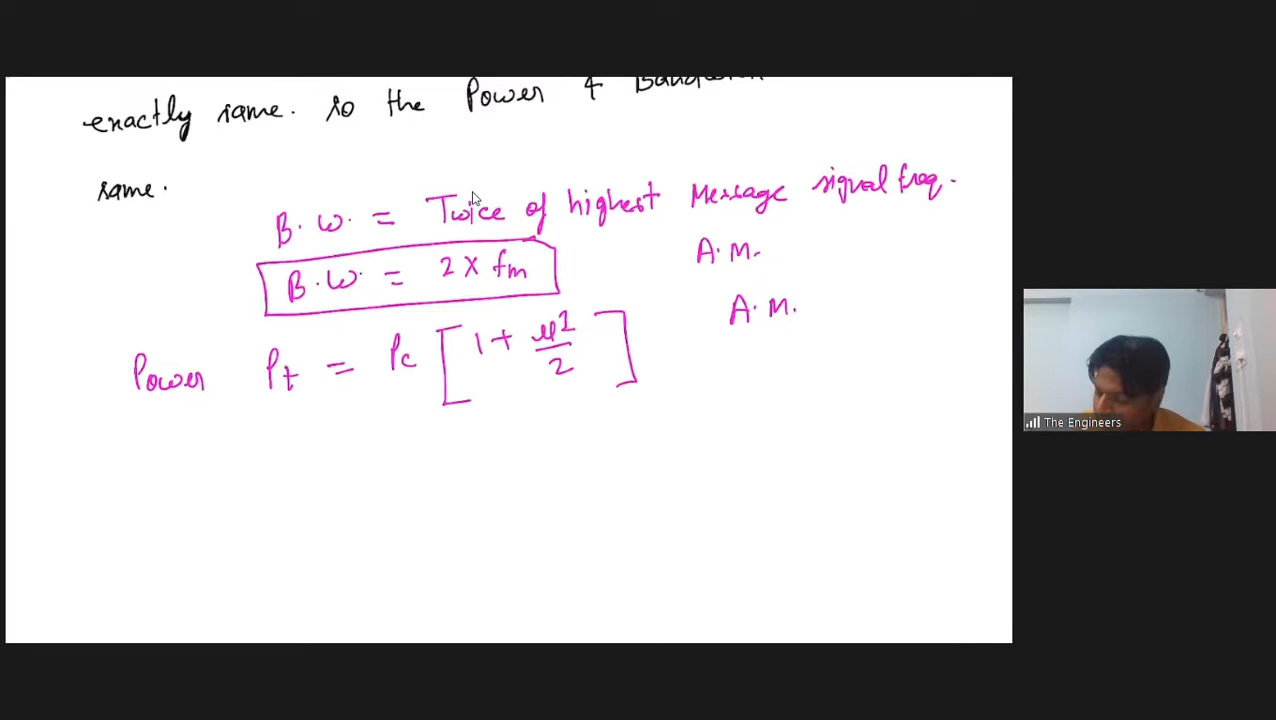 exactly same. so the Power & Bandwidth
same.
B.W. = Twice of highest Message signal freq.
B.W. = 2 X fm
A.M.
A.M.
Power Pt = Pc [ 1 + μ²/2 ]
The Engineers